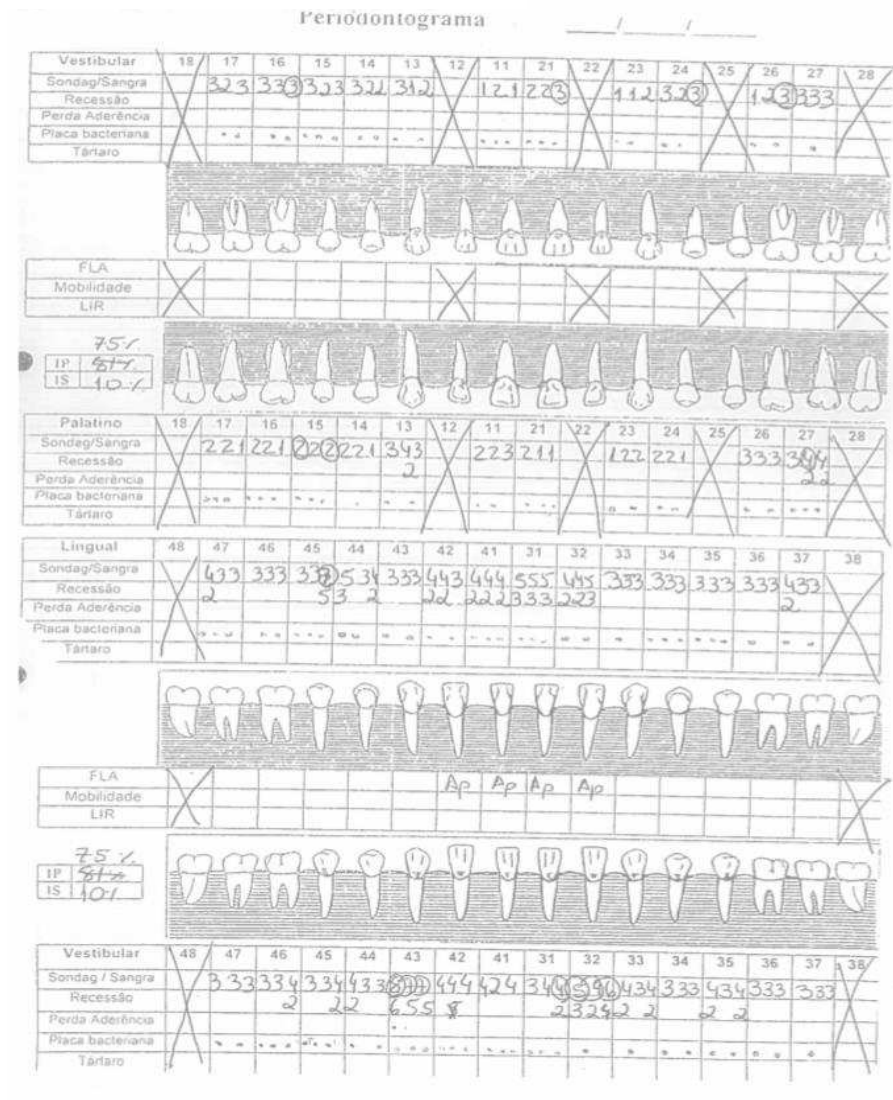 Periodontograma ___/___/___
Vestibular 18 17 16 15 14 13 12 11 21 22 23 24 25 26 27 28
Sondag/Sangra 323 333 323 322 312 121 223 112 323 123 333
Recessão
Perda Aderência
Placa bacteriana
Tártaro
FLA
Mobilidade
LIR
75%
IP 81%
IS 10%
Palatino 18 17 16 15 14 13 12 11 21 22 23 24 25 26 27 28
Sondag/Sangra 221 221 222 221 343 223 211 122 221 333
Recessão 2 22
Perda Aderência
Placa bacteriana
Tártaro
Lingual 48 47 46 45 44 43 42 41 31 32 33 34 35 36 37 38
Sondag/Sangra 433 333 534 333 443 444 555 445 333 333 333 333 433
Recessão 2 53 2 22 222 333 223 2
Perda Aderência
Placa bacteriana
Tártaro
FLA
Mobilidade Ap Ap Ap Ap
LIR
75%
IP 81%
IS 10%
Vestibular 48 47 46 45 44 43 42 41 31 32 33 34 35 36 37 38
Sondag / Sangra 333 334 334 433 444 424 434 333 434 333 333
Recessão 2 22 655 2 2 2 2
Perda Aderência
Placa bacteriana
Tártaro